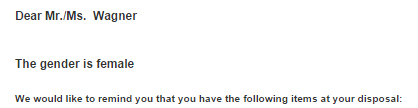 Dear Mr./Ms.  Wagner
The gender is female
We would like to remind you that you have the following items at your disposal: